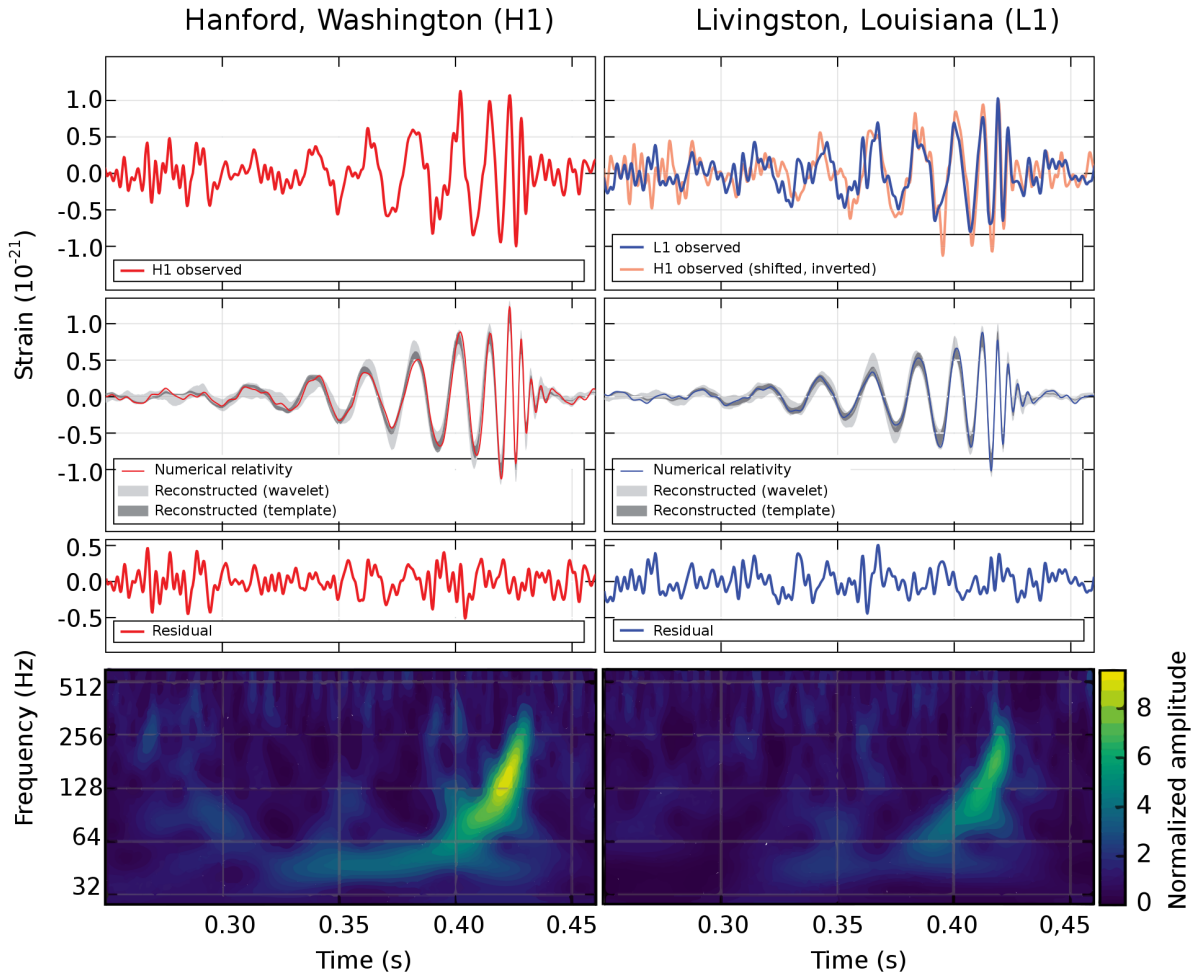 Hanford, Washington (H1)
Livingston, Louisiana (L1)
Strain (10-21)
1.0
0.5
0.0
-0.5
-1.0
H1 observed
L1 observed
H1 observed (shifted, inverted)
1.0
0.5
0.0
-0.5
-1.0
Numerical relativity
Reconstructed (wavelet)
Reconstructed (template)
Numerical relativity
Reconstructed (wavelet)
Reconstructed (template)
0.5
0.0
-0.5
Residual
Residual
Frequency (Hz)
512
256
128
64
32
Normalized amplitude
8
6
4
2
0
0.30
0.35
0.40
0.45
0.30
0.35
0.40
0,45
Time (s)
Time (s)